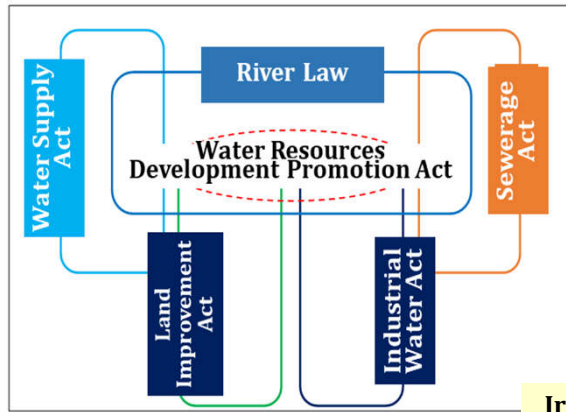 River Law
Water Supply
Act
Water Resources
Development Promotion Act
Sewerage
Act
Land
Improvement
Act
Industrial
Water Act